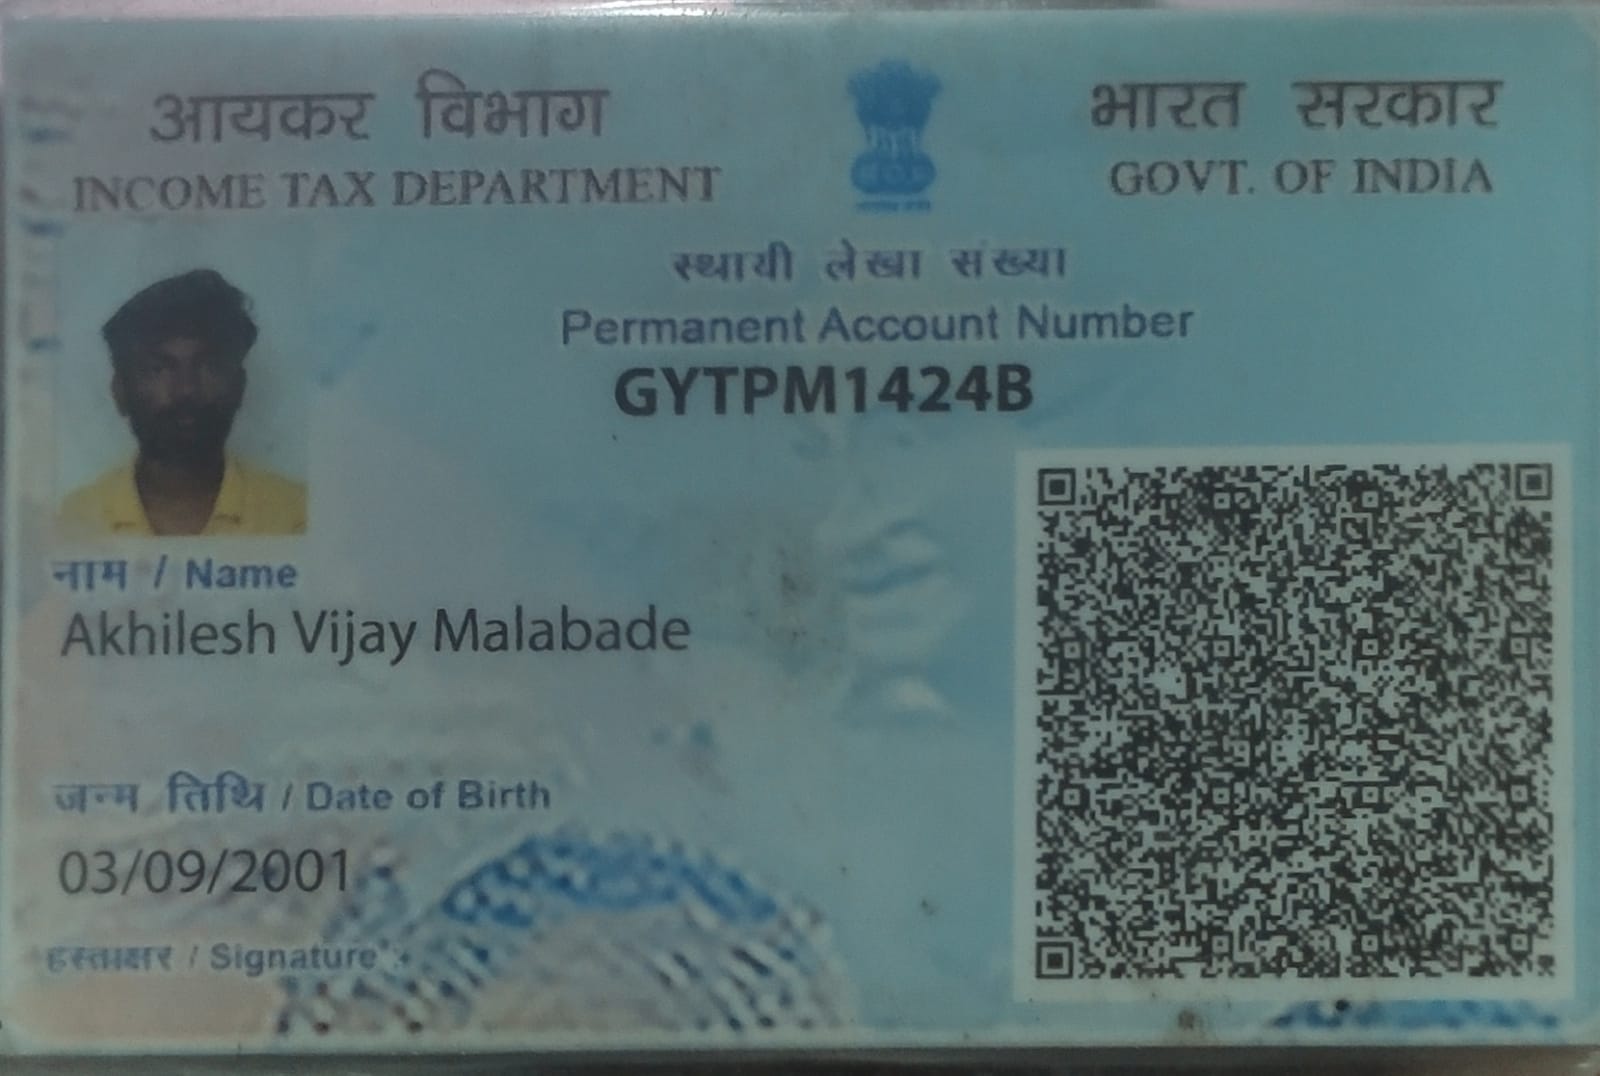 आयकर विभाग
INCOME TAX DEPARTMENT
भारत सरकार
GOVT. OF INDIA
स्थायी लेखा संख्या
Permanent Account Number
GYTPM1424B
नाम / Name
Akhilesh Vijay Malabade
जन्म तिथि / Date of Birth
03/09/2001
हस्ताक्षर / Signature